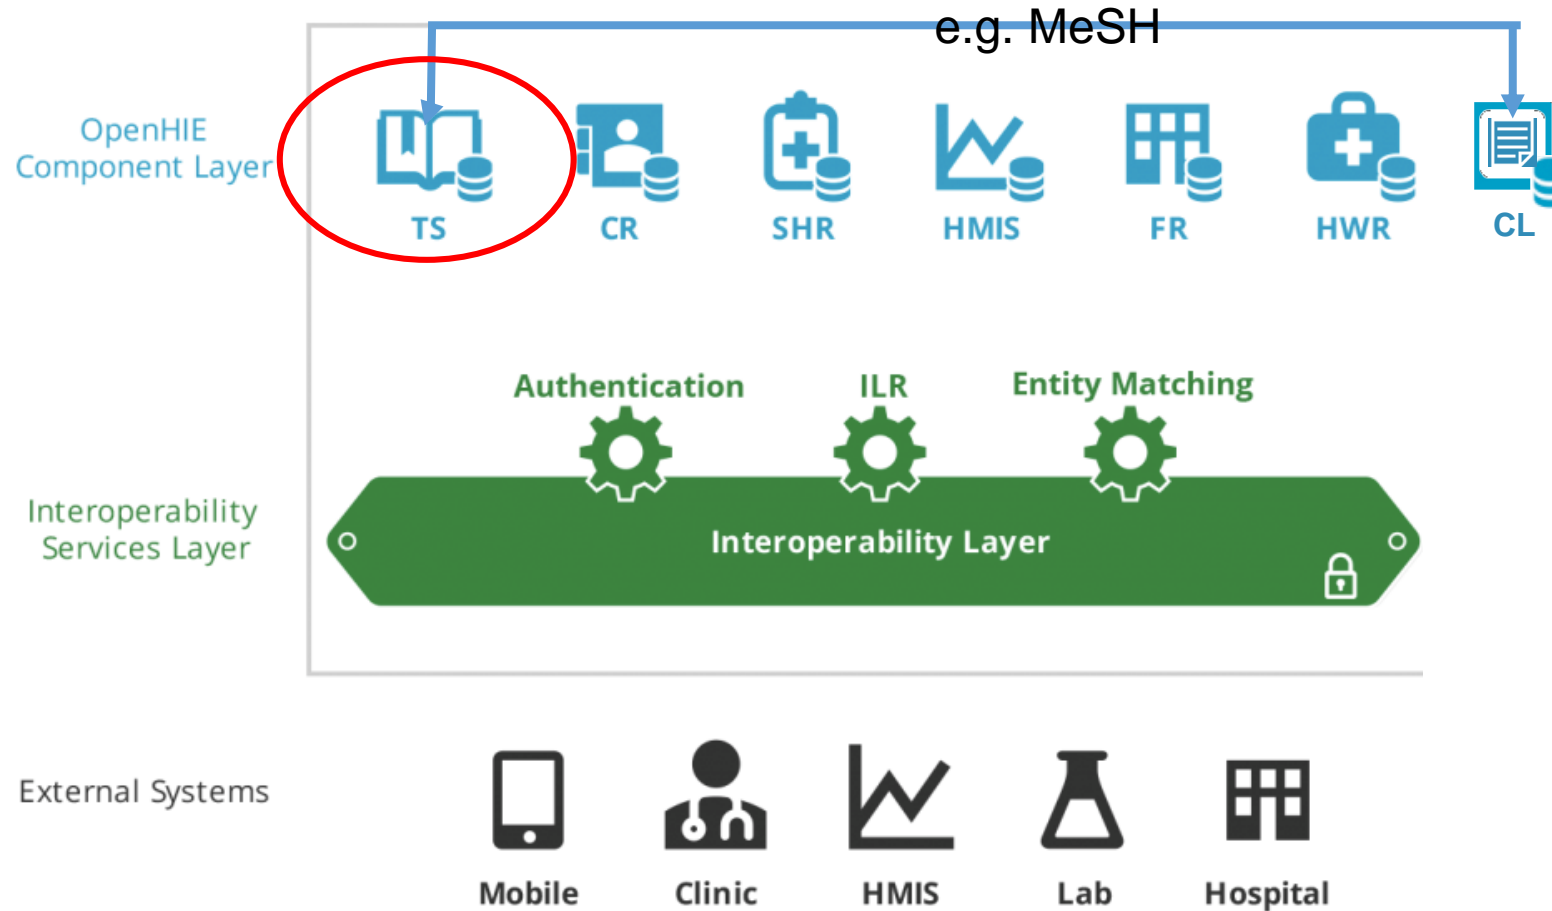 e.g. MeSH
OpenHIE
Component Layer
TS
CR
SHR
HMIS
FR
HWR
CL
Authentication
ILR
Entity Matching
Interoperability
Services Layer
Interoperability Layer
External Systems
Mobile
Clinic
HMIS
Lab
Hospital